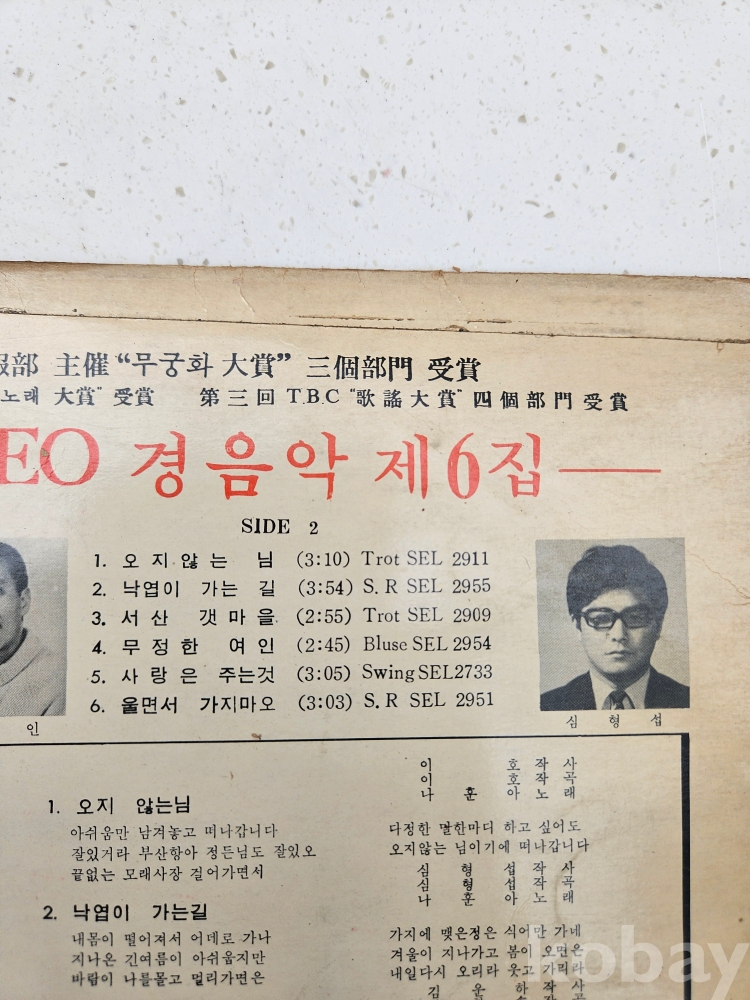 報部 主催 “무궁화 大賞” 三個部門 受賞
노래 大賞” 受賞 第三回 T.B.C “歌謠大賞” 四個部門受賞
EO 경음악 제6집
SIDE 2
1. 오지않는 님 (3:10) Trot SEL 2911
2. 낙엽이 가는 길 (3:54) S. R SEL 2955
3. 서산 갯마을 (2:55) Trot SEL 2909
4. 무정한 여인 (2:45) Bluse SEL 2954
5. 사랑은 주는것 (3:05) Swing SEL2733
6. 울면서 가지마오 (3:03) S. R SEL 2951
인
심형섭
이호작사
이호작곡
나훈아노래
1. 오지 않는님
아쉬움만 남겨놓고 떠나갑니다
잘있거라 부산항아 정든님도 잘있오
끝없는 모래사장 걸어가면서
다정한 말한마디 하고 싶어도
오지않는 님이기에 떠나갑니다
심형섭작사
심형섭작곡
나훈아노래
2. 낙엽이 가는길
내몸이 떨어져서 어데로 가나
지나온 긴여름이 아쉬웁지만
바람이 나를몰고 멀리가면은
가지에 맺은정은 식어만 가네
겨울이 지나가고 봄이 오면은
내일다시 오리라 웃고 가리라
김운하작사
kobay